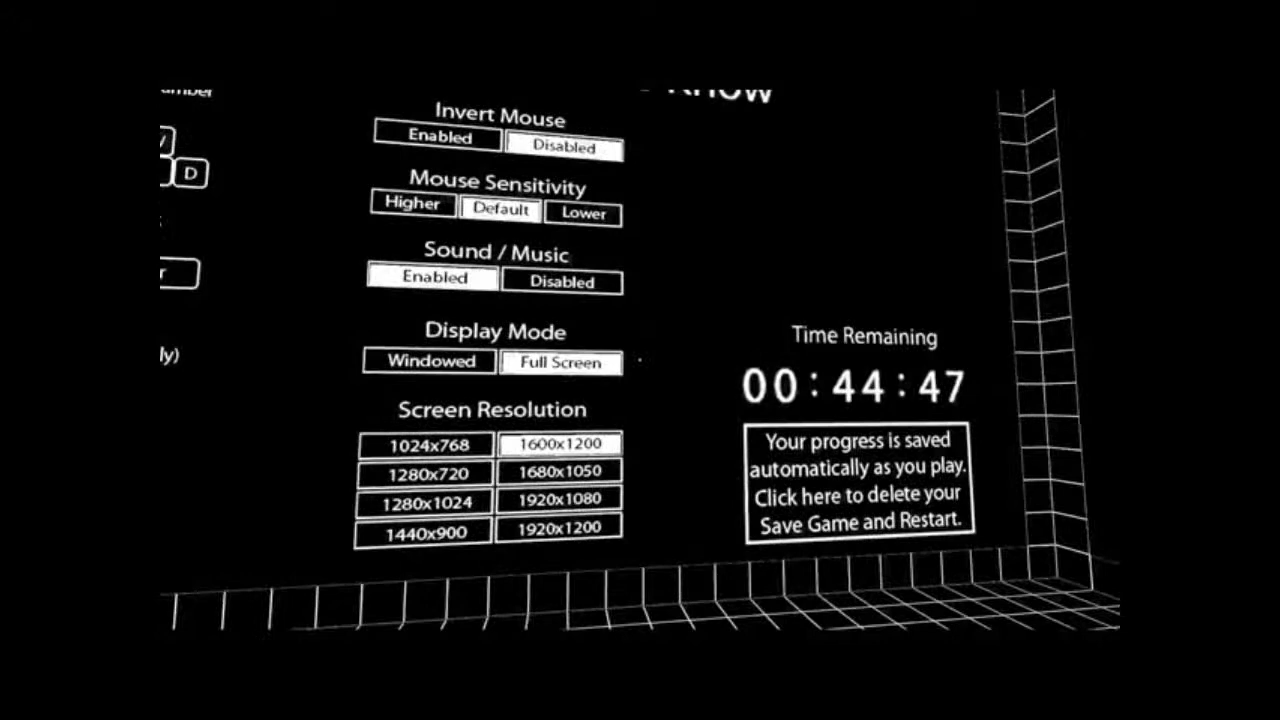 D
ly)
Invert Mouse
Enabled
Disabled
Mouse Sensitivity
Higher
Default
Lower
Sound / Music
Enabled
Disabled
Display Mode
Windowed
Full Screen
Screen Resolution
1024x768
1600x1200
1280x720
1680x1050
1280x1024
1920x1080
1440x900
1920x1200
Time Remaining
00 : 44 : 47
Your progress is saved
automatically as you play.
Click here to delete your
Save Game and Restart.